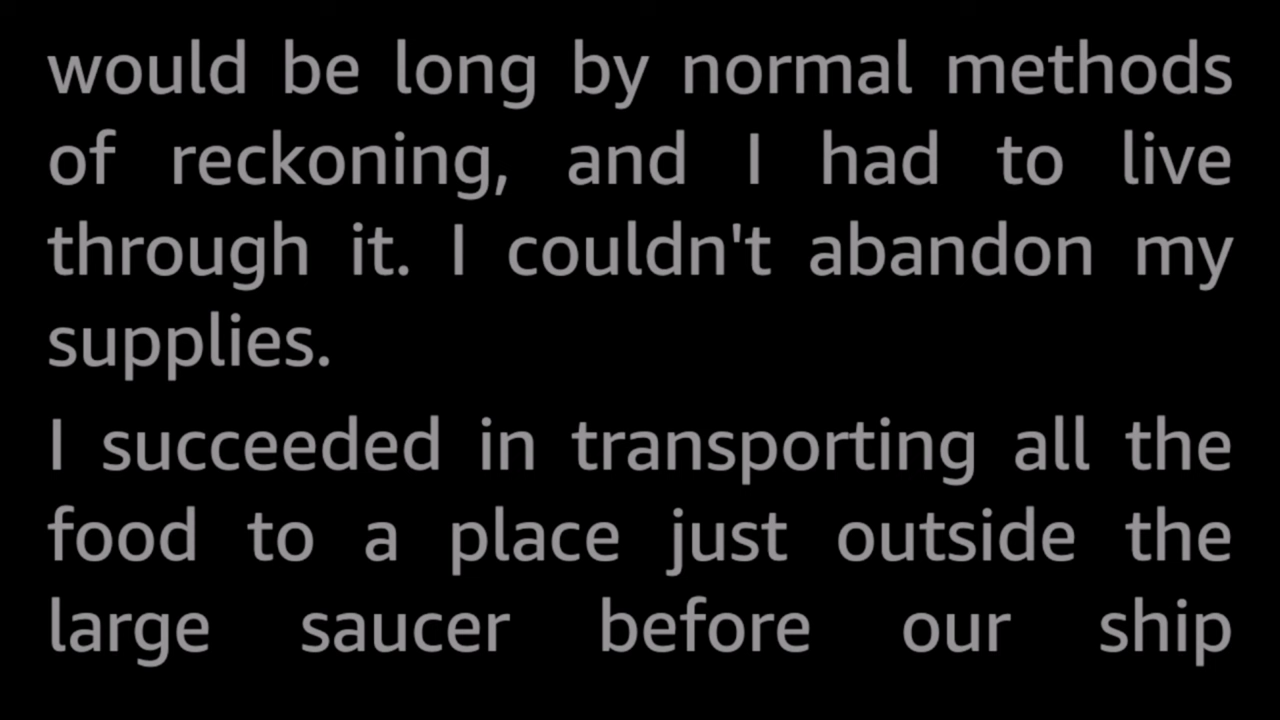 would be long by normal methods
of reckoning, and I had to live
through it. I couldn't abandon my
supplies.
I succeeded in transporting all the
food to a place just outside the
large saucer before our ship